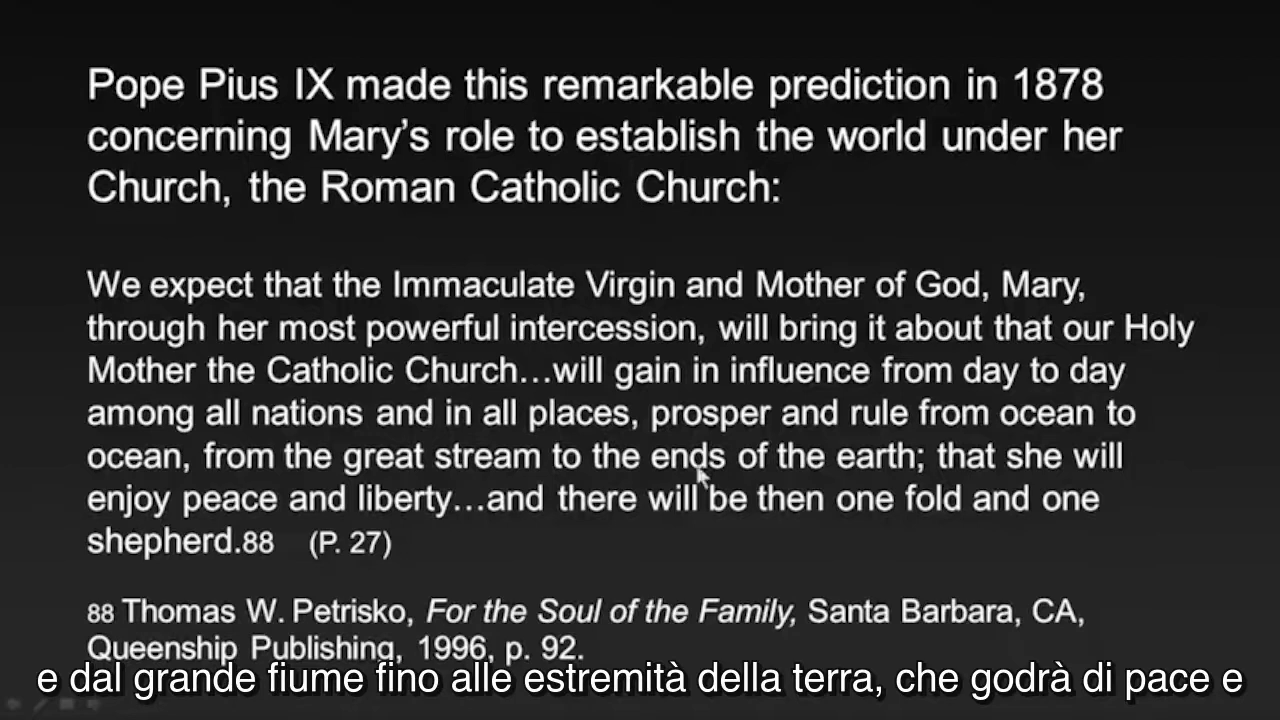 Pope Pius IX made this remarkable prediction in 1878
concerning Mary’s role to establish the world under her
Church, the Roman Catholic Church:
We expect that the Immaculate Virgin and Mother of God, Mary,
through her most powerful intercession, will bring it about that our Holy
Mother the Catholic Church…will gain in influence from day to day
among all nations and in all places, prosper and rule from ocean to
ocean, from the great stream to the ends of the earth; that she will
enjoy peace and liberty…and there will be then one fold and one
shepherd.88 (P. 27)
88 Thomas W. Petrisko, For the Soul of the Family, Santa Barbara, CA,
Queenship Publishing, 1996, p. 92.
e dal grande fiume fino alle estremità della terra, che godrà di pace e